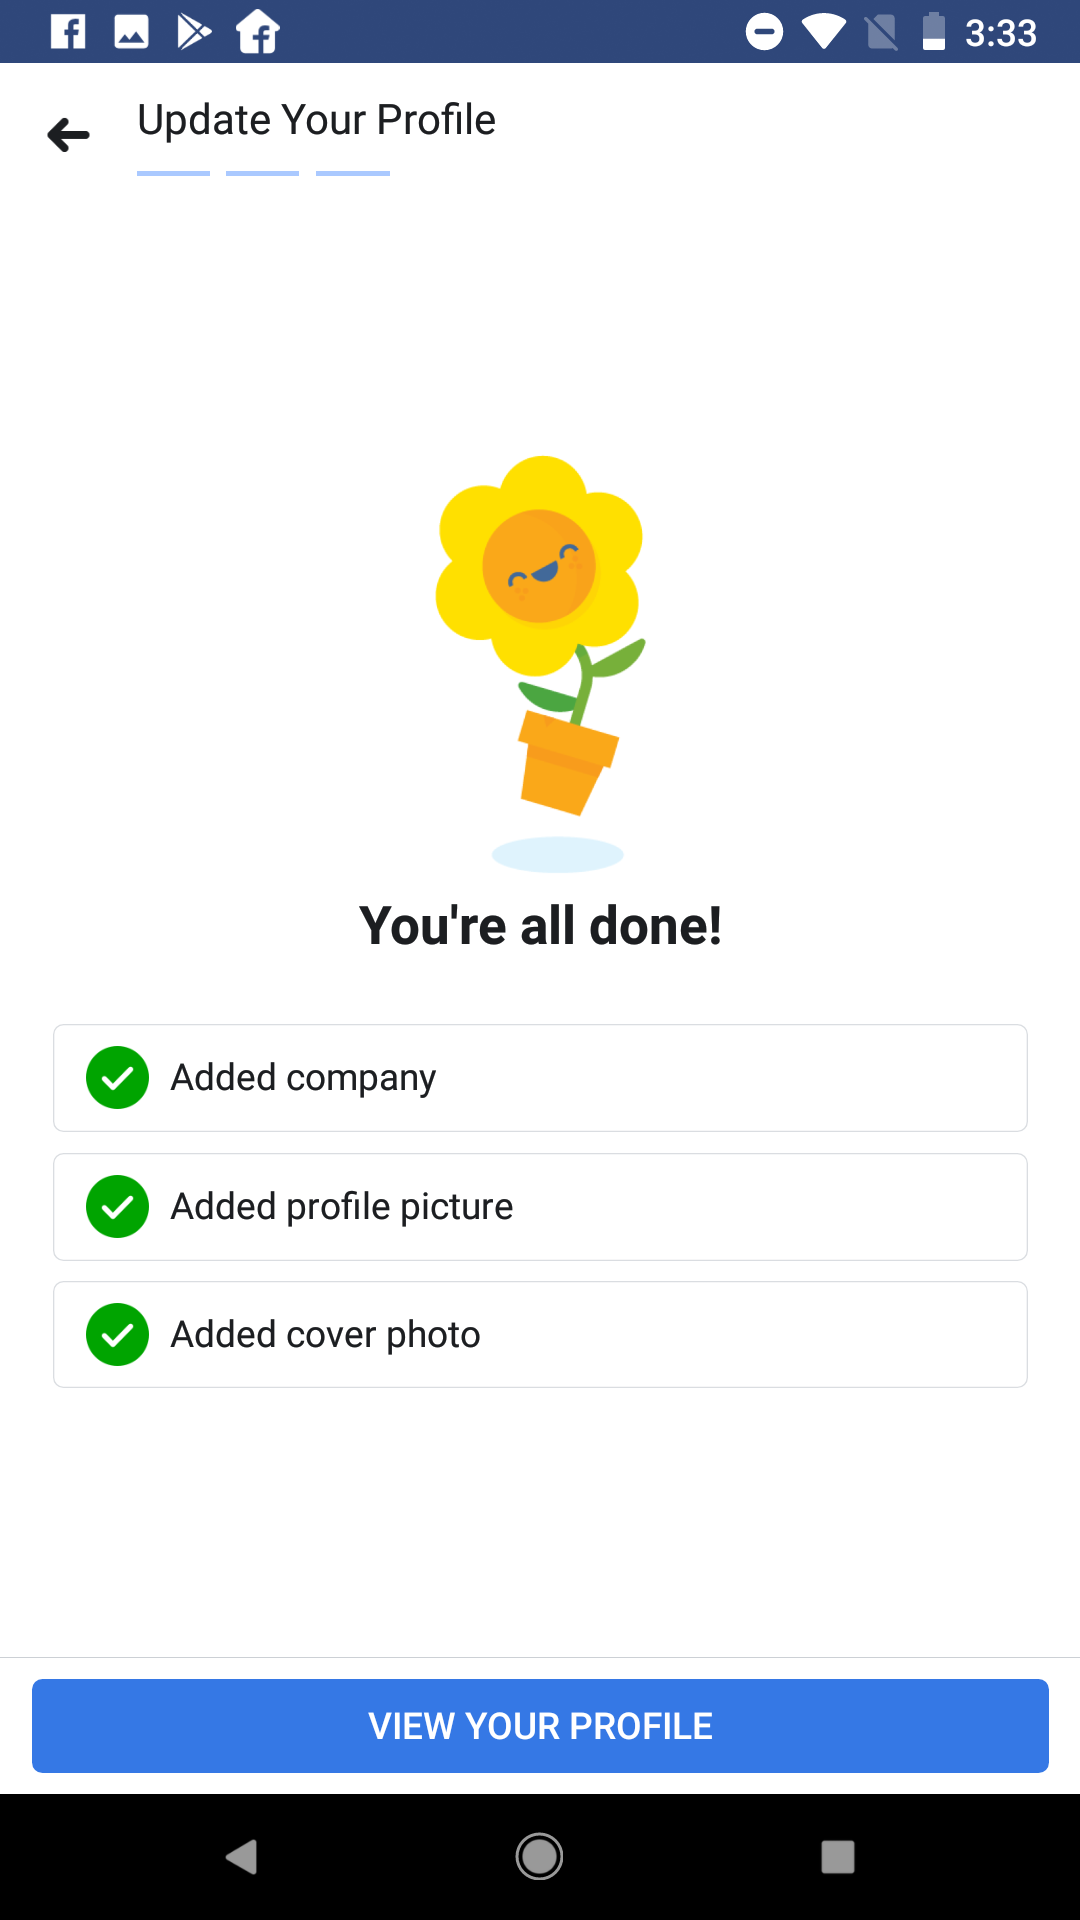 3:33
Update Your Profile
You're all done!
Added company
Added profile picture
Added cover photo
VIEW YOUR PROFILE